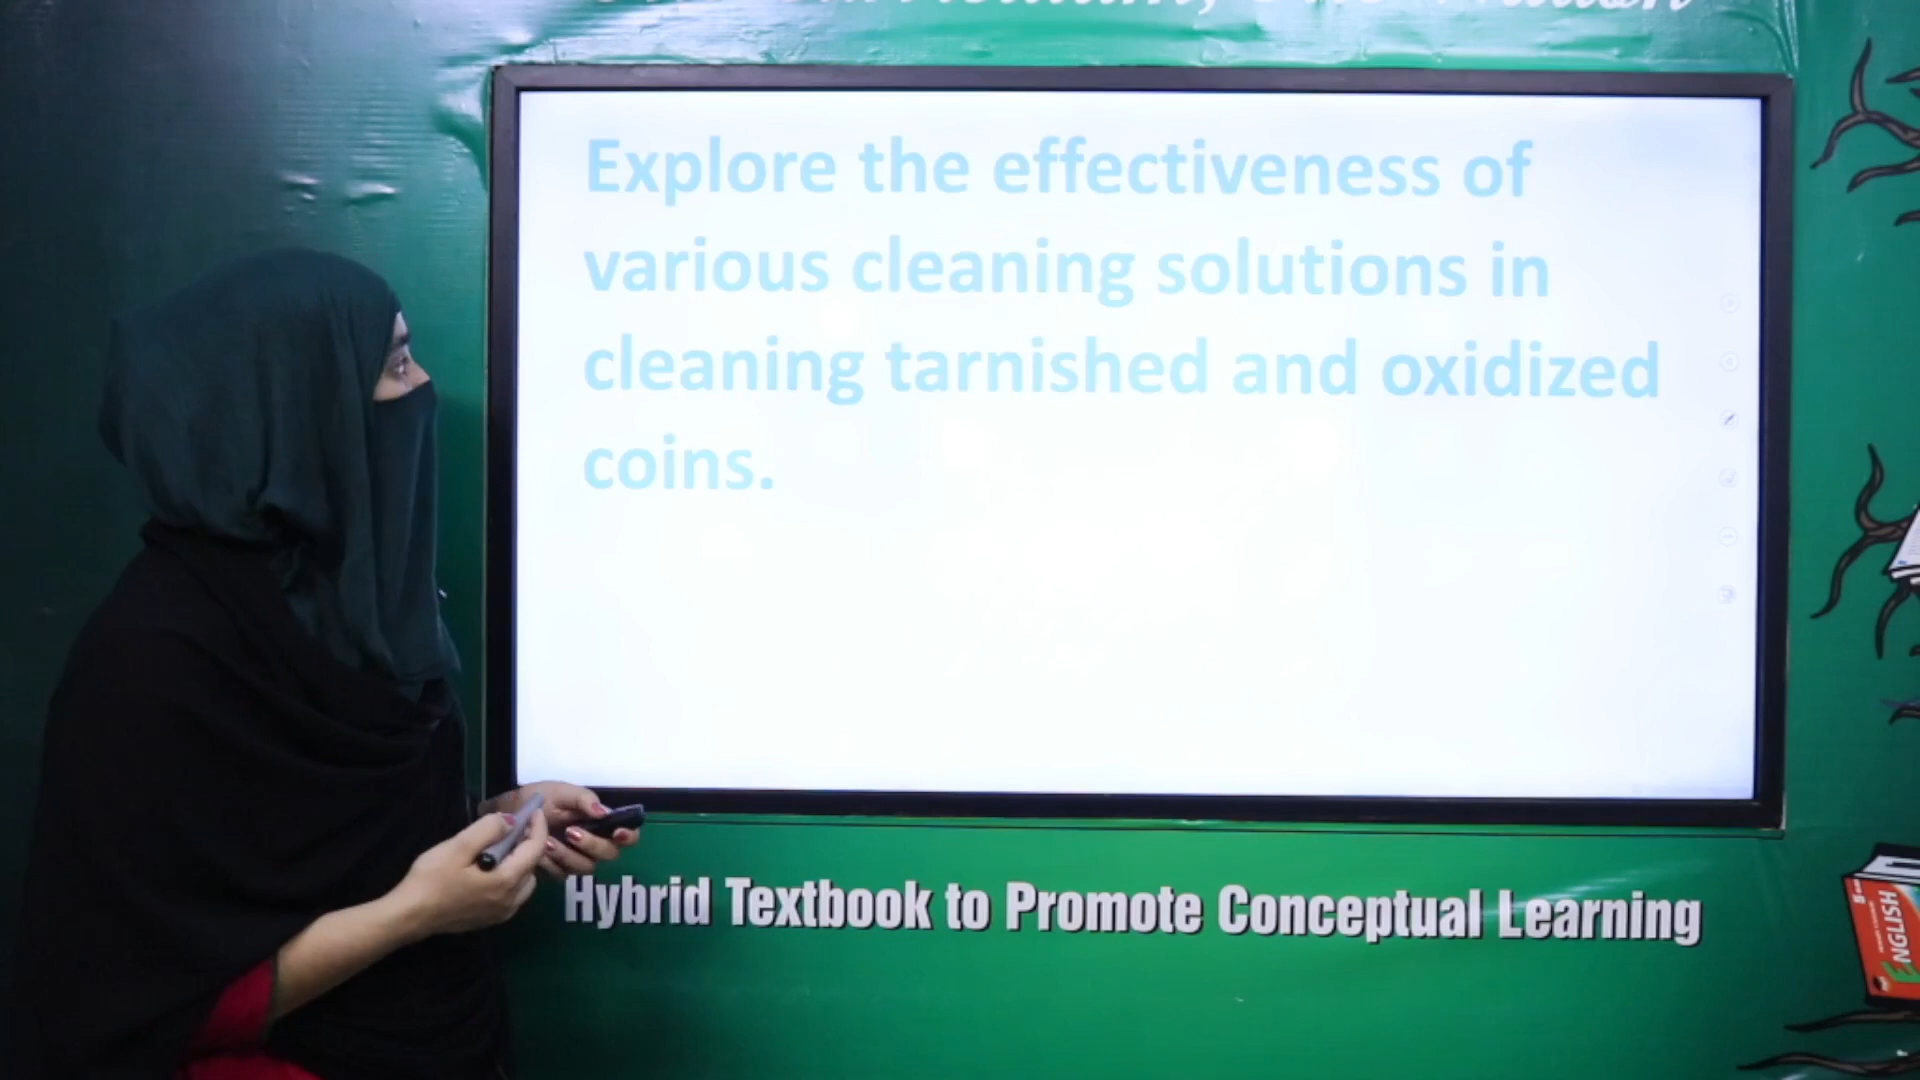 Explore the effectiveness of
various cleaning solutions in
cleaning tarnished and oxidized
coins.
Hybrid Textbook to Promote Conceptual Learning
ENGLISH